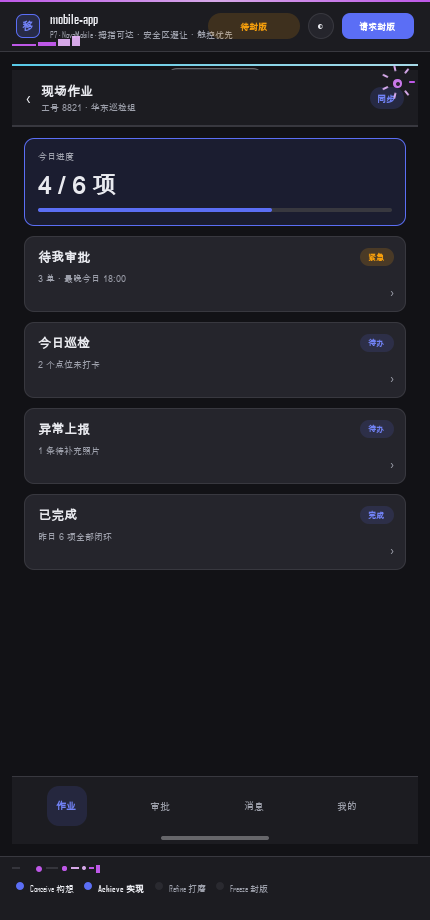 移
mobile-app
P7·NovMobile·拇指可达 · 安全区避让 · 触控优先
待封版
请求封版
‹
现场作业
工号 8821 · 华东巡检组
同步
今日进度
4 / 6 项
待我审批
紧急
3 单 · 最晚今日 18:00
›
今日巡检
待办
2 个点位未打卡
›
异常上报
待办
1 条待补充照片
›
已完成
完成
昨日 6 项全部闭环
›
作业
审批
消息
我的
Conceive 构想
Achieve 实现
Refine 打磨
Freeze 封版